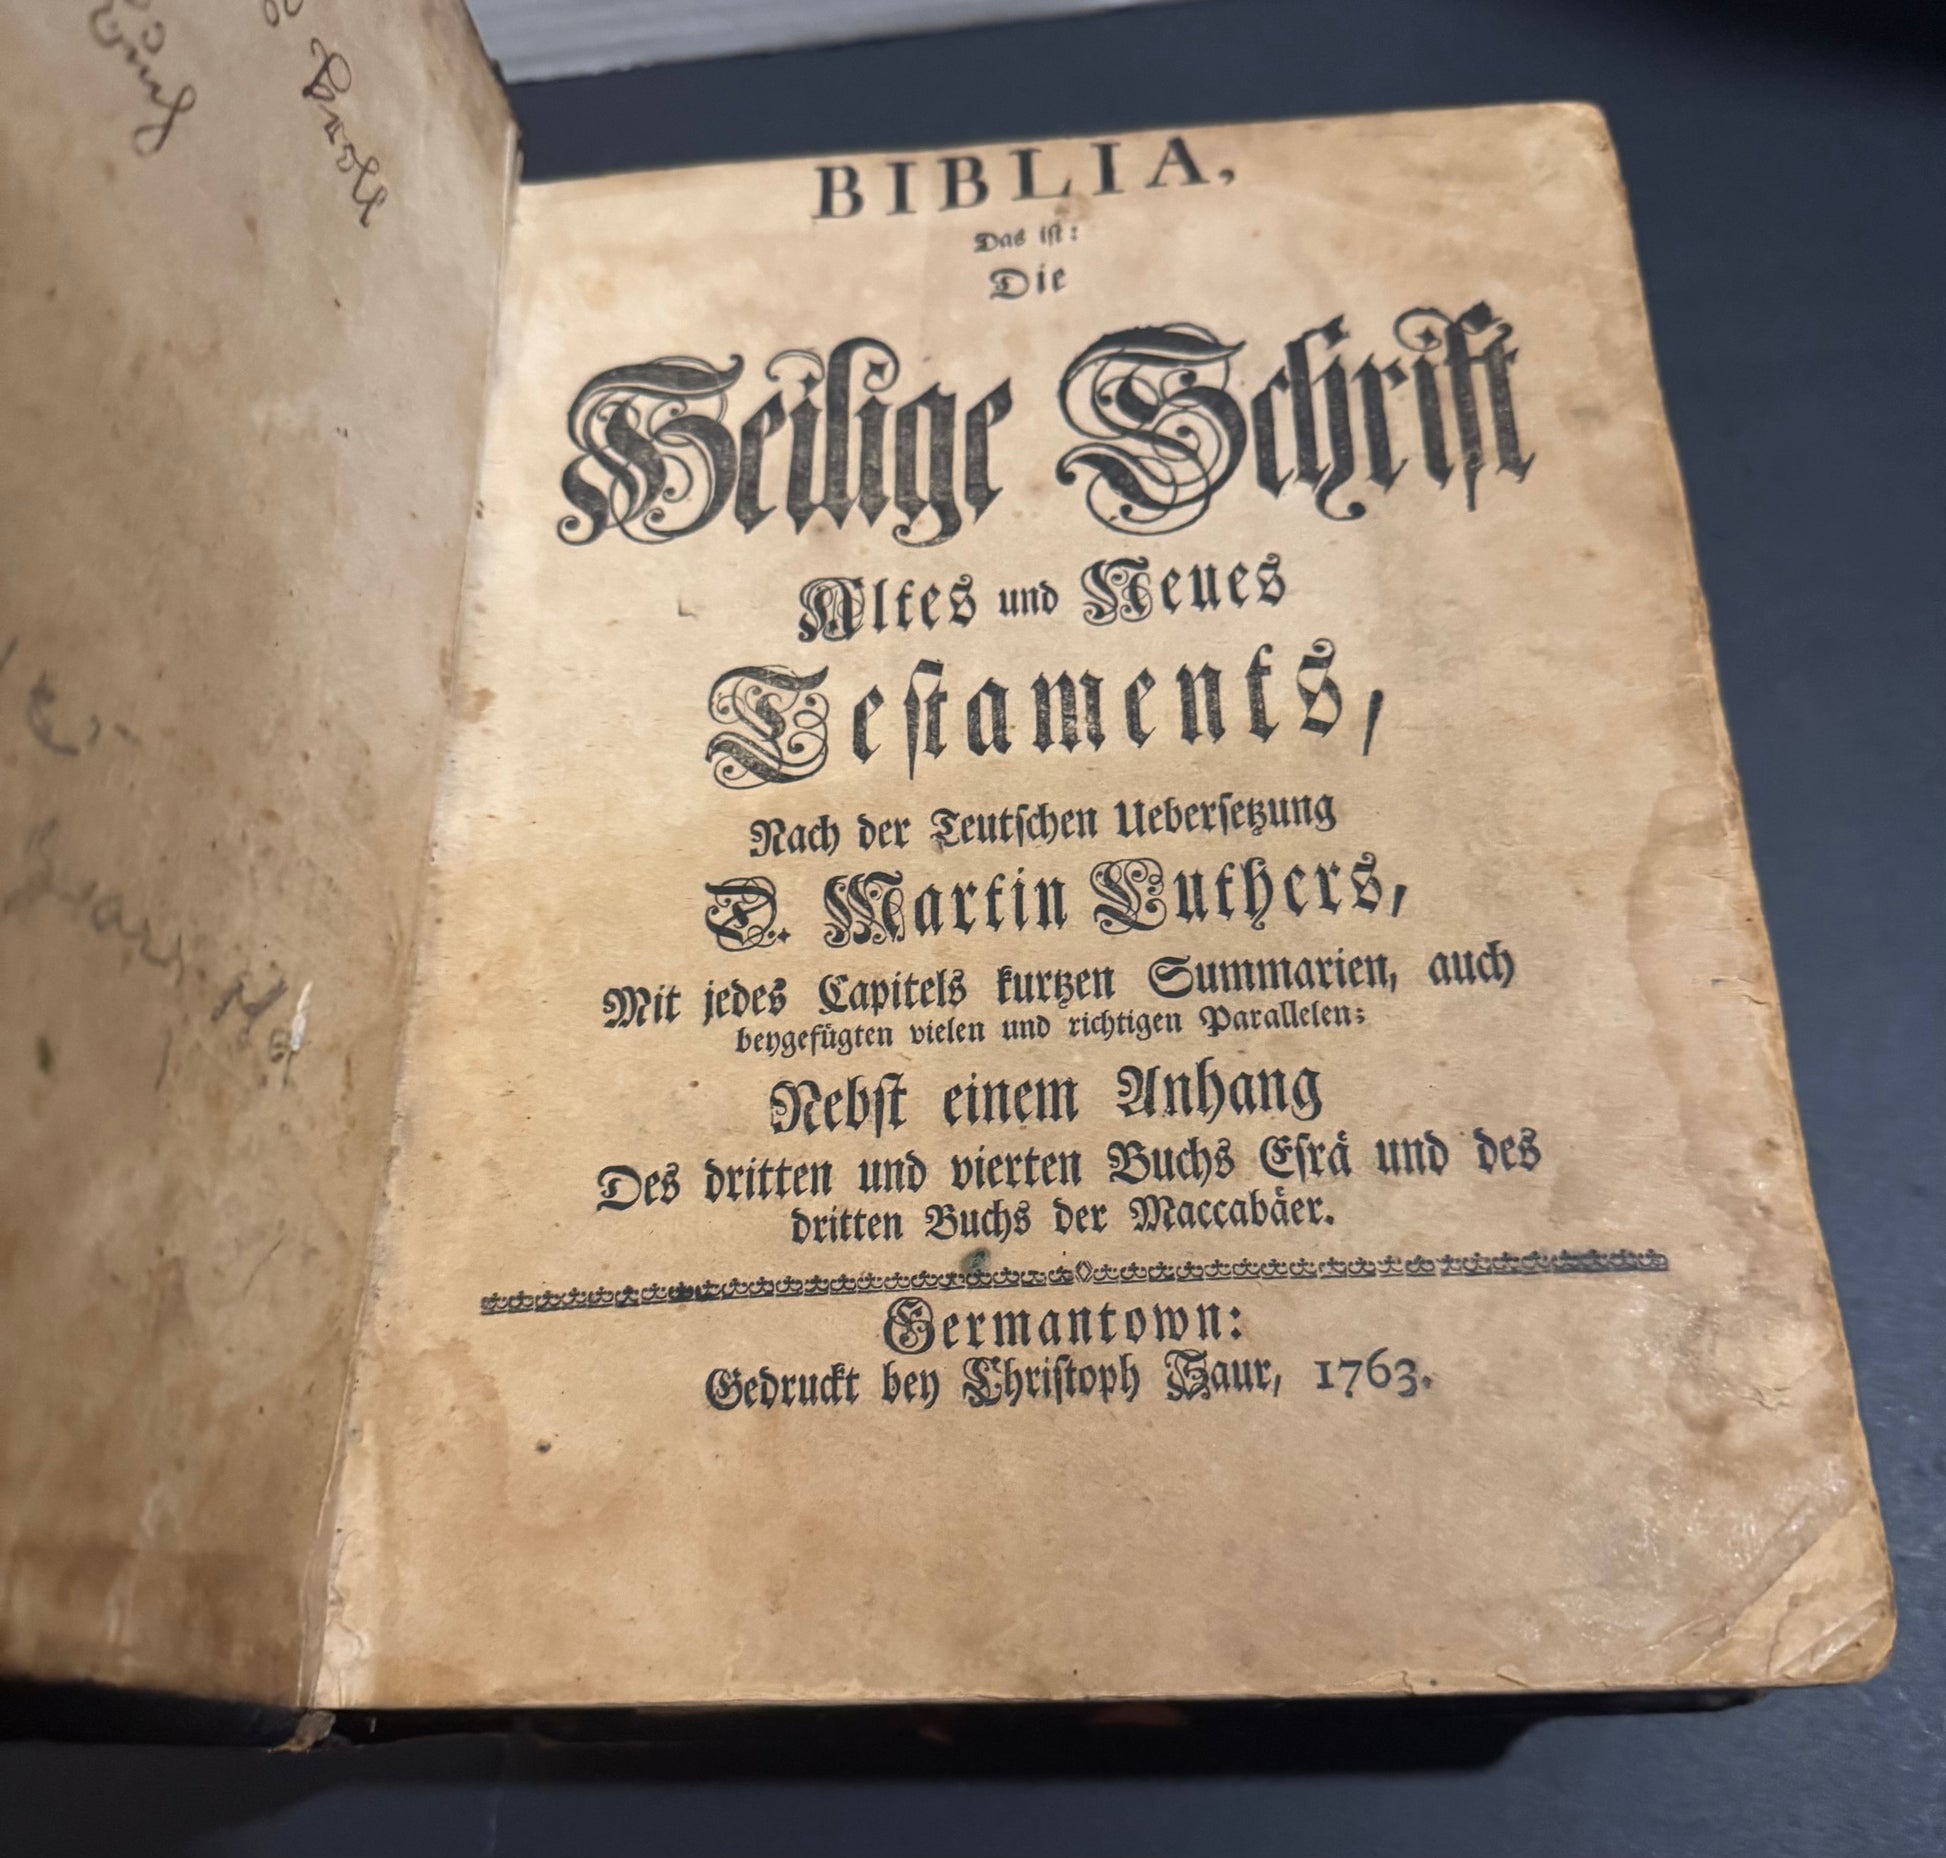 BIBLIA,
Das ist:
Die
Heilige Schrift
Altes und Neues
Testaments,
Nach der Teutschen Uebersetzung
D. Martin Luthers,
Mit jedes Capitels kurtzen Summarien, auch
beygefügten vielen und richtigen Parallelen;
Nebst einem Anhang
Des dritten und vierten Buchs Esrä und des
dritten Buchs der Maccabäer.
Germantown:
Gedruckt bey Christoph Saur, 1763.